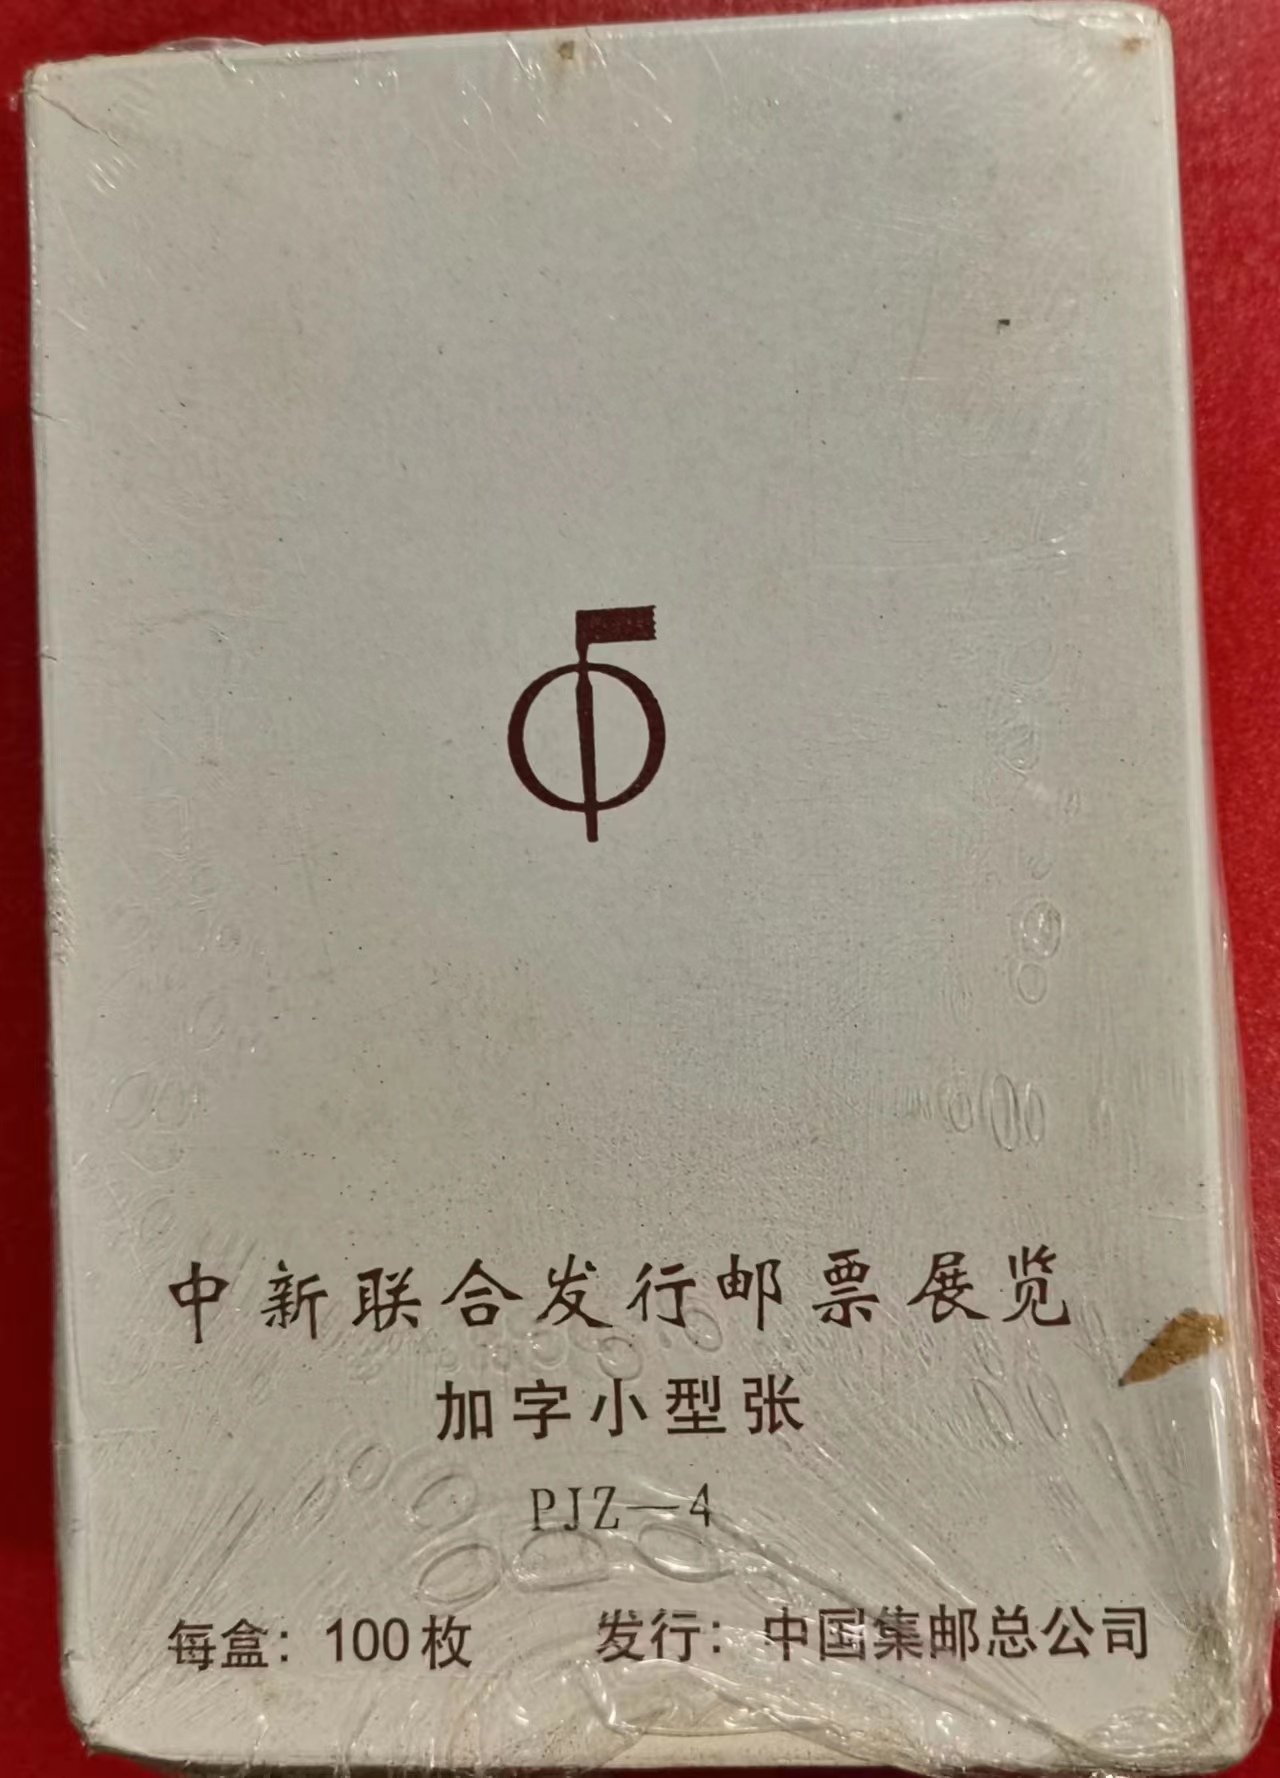 中新联合发行邮票展览
加字小型张
PJZ—4
每盒：100枚 发行：中国集邮总公司